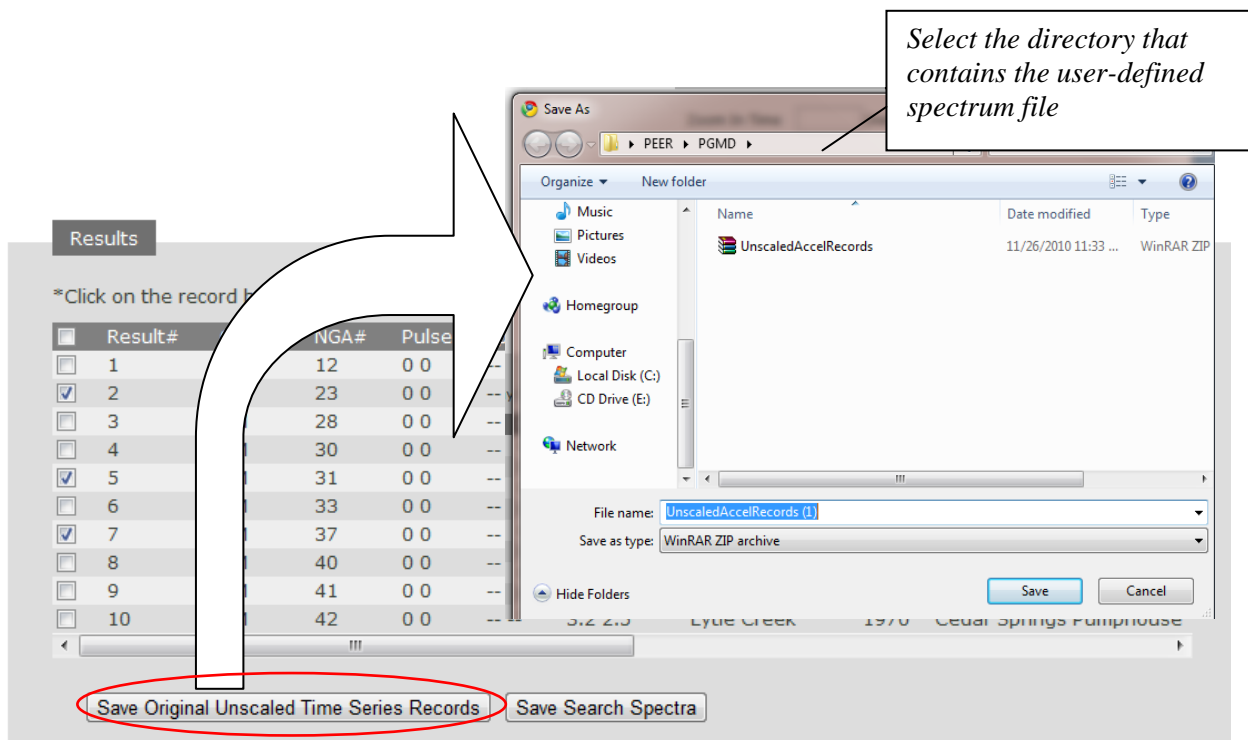 Select the directory that
contains the user-defined
spectrum file
Save As
PEER PGMD
Organize New folder
Music
Pictures
Videos
Homegroup
Computer
Local Disk (C:)
CD Drive (E:)
Network
Name Date modified Type
UnscaledAccelRecords 11/26/2010 11:33 ... WinRAR ZIP
File name: UnscaledAccelRecords (1)
Save as type: WinRAR ZIP archive
Hide Folders Save Cancel
Results
*Click on the record
Result# NGA# Pulse
1 12 0 0 --
2 23 0 0 --
3 28 0 0 --
4 30 0 0 --
5 31 0 0 --
6 33 0 0 --
7 37 0 0 --
8 40 0 0 --
9 41 0 0 --
10 42 0 0 -- -- 3.2 2.5 Lytle Creek 1970 Cedar Springs Pumphouse
Save Original Unscaled Time Series Records Save Search Spectra